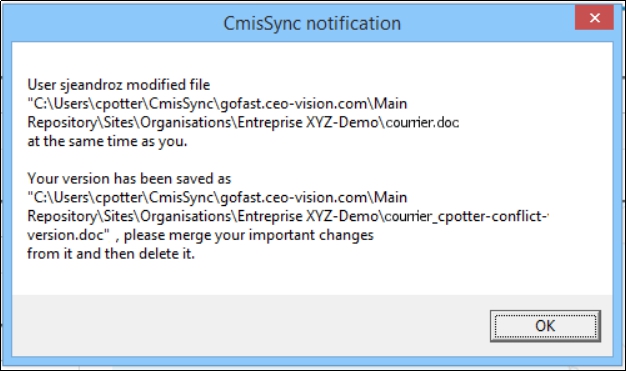 CmisSync notification
User sjeandroz modified file
"C:\Users\cpotter\CmisSync\gofast.ceo-vision.com\Main
Repository\Sites\Organisations\Entreprise XYZ-Demo\courrier.doc
at the same time as you.
Your version has been saved as
"C:\Users\cpotter\CmisSync\gofast.ceo-vision.com\Main
Repository\Sites\Organisations\Entreprise XYZ-Demo\courrier_cpotter-conflict-
version.doc" , please merge your important changes
from it and then delete it.
OK